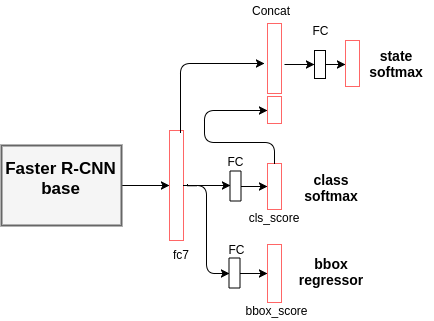 Concat
FC
state
softmax
Faster R-CNN
base
fc7
FC
cls_score
class
softmax
FC
bbox_score
bbox
regressor